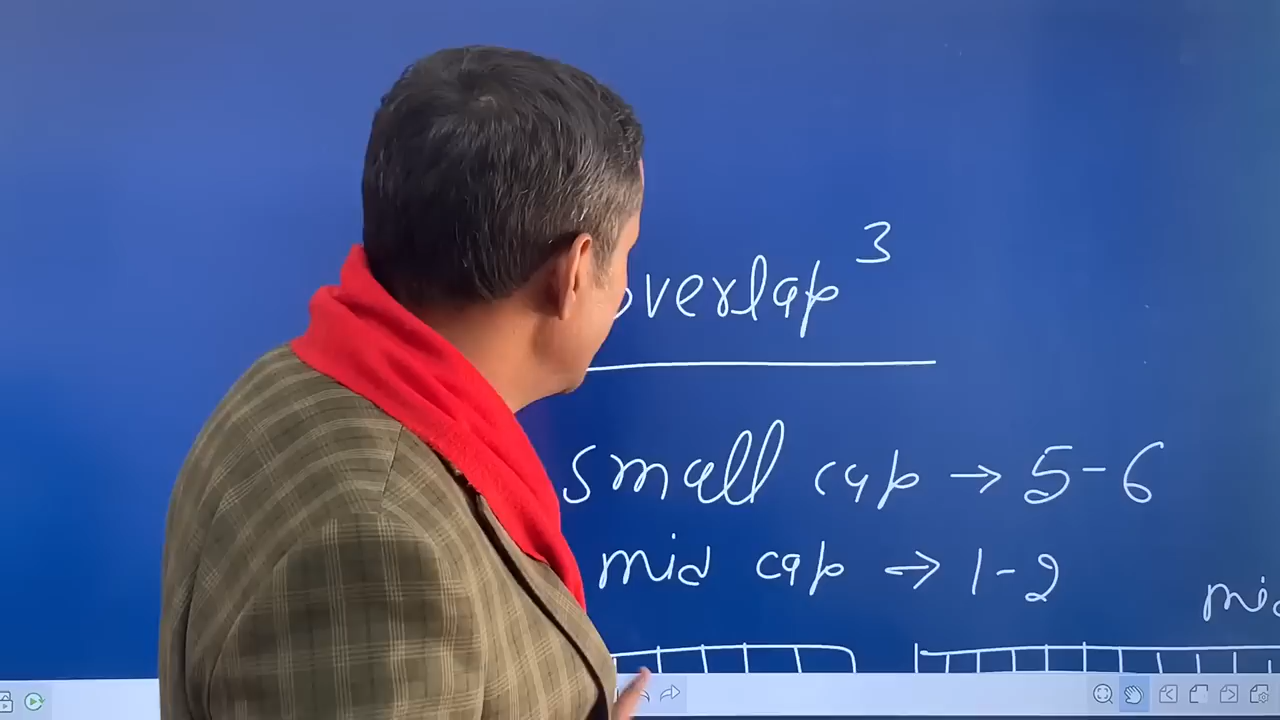 overlap 3
small cap → 5-6
mid cap → 1-2